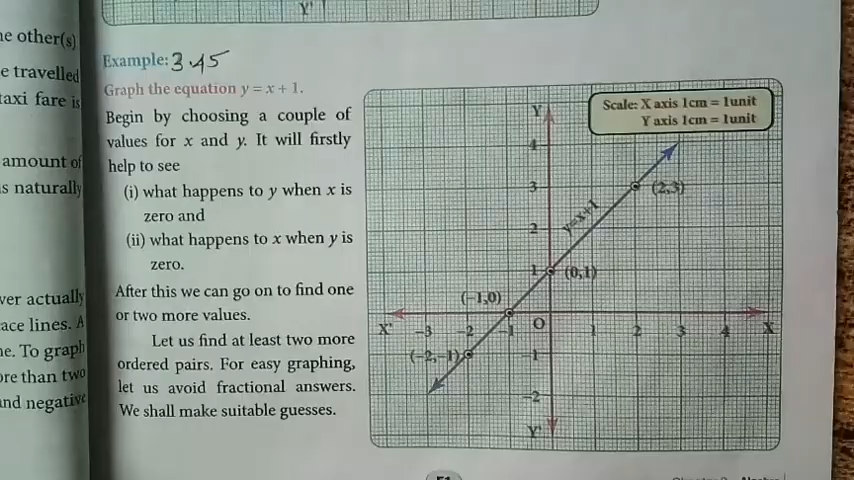 Y'
he other(s)
e travelled
taxi fare is
amount of
s naturally
ver actually
ace lines. A
ne. To graph
ore than two
and negative
Example: 3.45
Graph the equation y = x + 1.
Begin by choosing a couple of
values for x and y. It will firstly
help to see
(i) what happens to y when x is
zero and
(ii) what happens to x when y is
zero.
After this we can go on to find one
or two more values.
Let us find at least two more
ordered pairs. For easy graphing,
let us avoid fractional answers.
We shall make suitable guesses.
Scale: X axis 1cm = 1unit
Y axis 1cm = 1unit
Y
4
3 (2,3)
y=x+1
2
1 (0,1)
(−1,0)
X' −3 −2 −1 O 1 2 3 4 X
(−2,−1) −1
−2
Y'
51